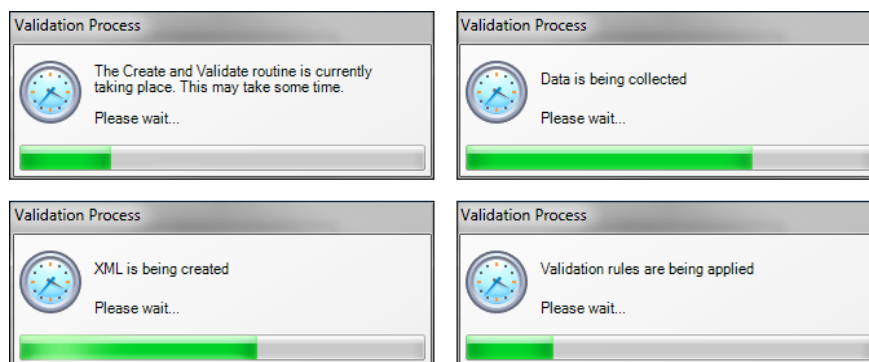 Validation Process
The Create and Validate routine is currently
taking place. This may take some time.
Please wait...
Validation Process
Data is being collected
Please wait...
Validation Process
XML is being created
Please wait...
Validation Process
Validation rules are being applied
Please wait...